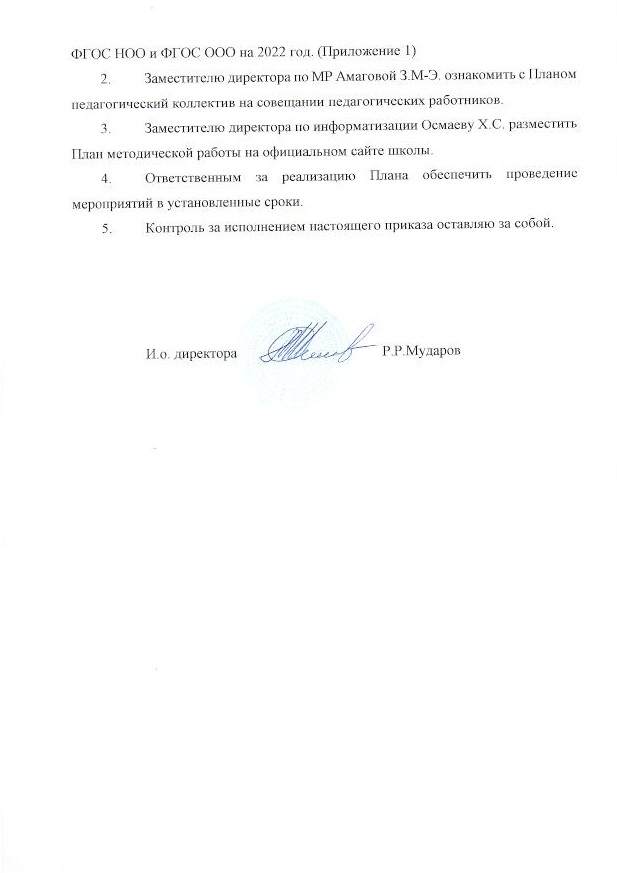 ФГОС НОО и ФГОС ООО на 2022 год. (Приложение 1)
2. Заместителю директора по МР Амаговой З.М-Э. ознакомить с Планом
педагогический коллектив на совещании педагогических работников.
3. Заместителю директора по информатизации Осмаеву Х.С. разместить
План методической работы на официальном сайте школы.
4. Ответственным за реализацию Плана обеспечить проведение
мероприятий в установленные сроки.
5. Контроль за исполнением настоящего приказа оставляю за собой.
И.о. директора Р.Р.Мударов